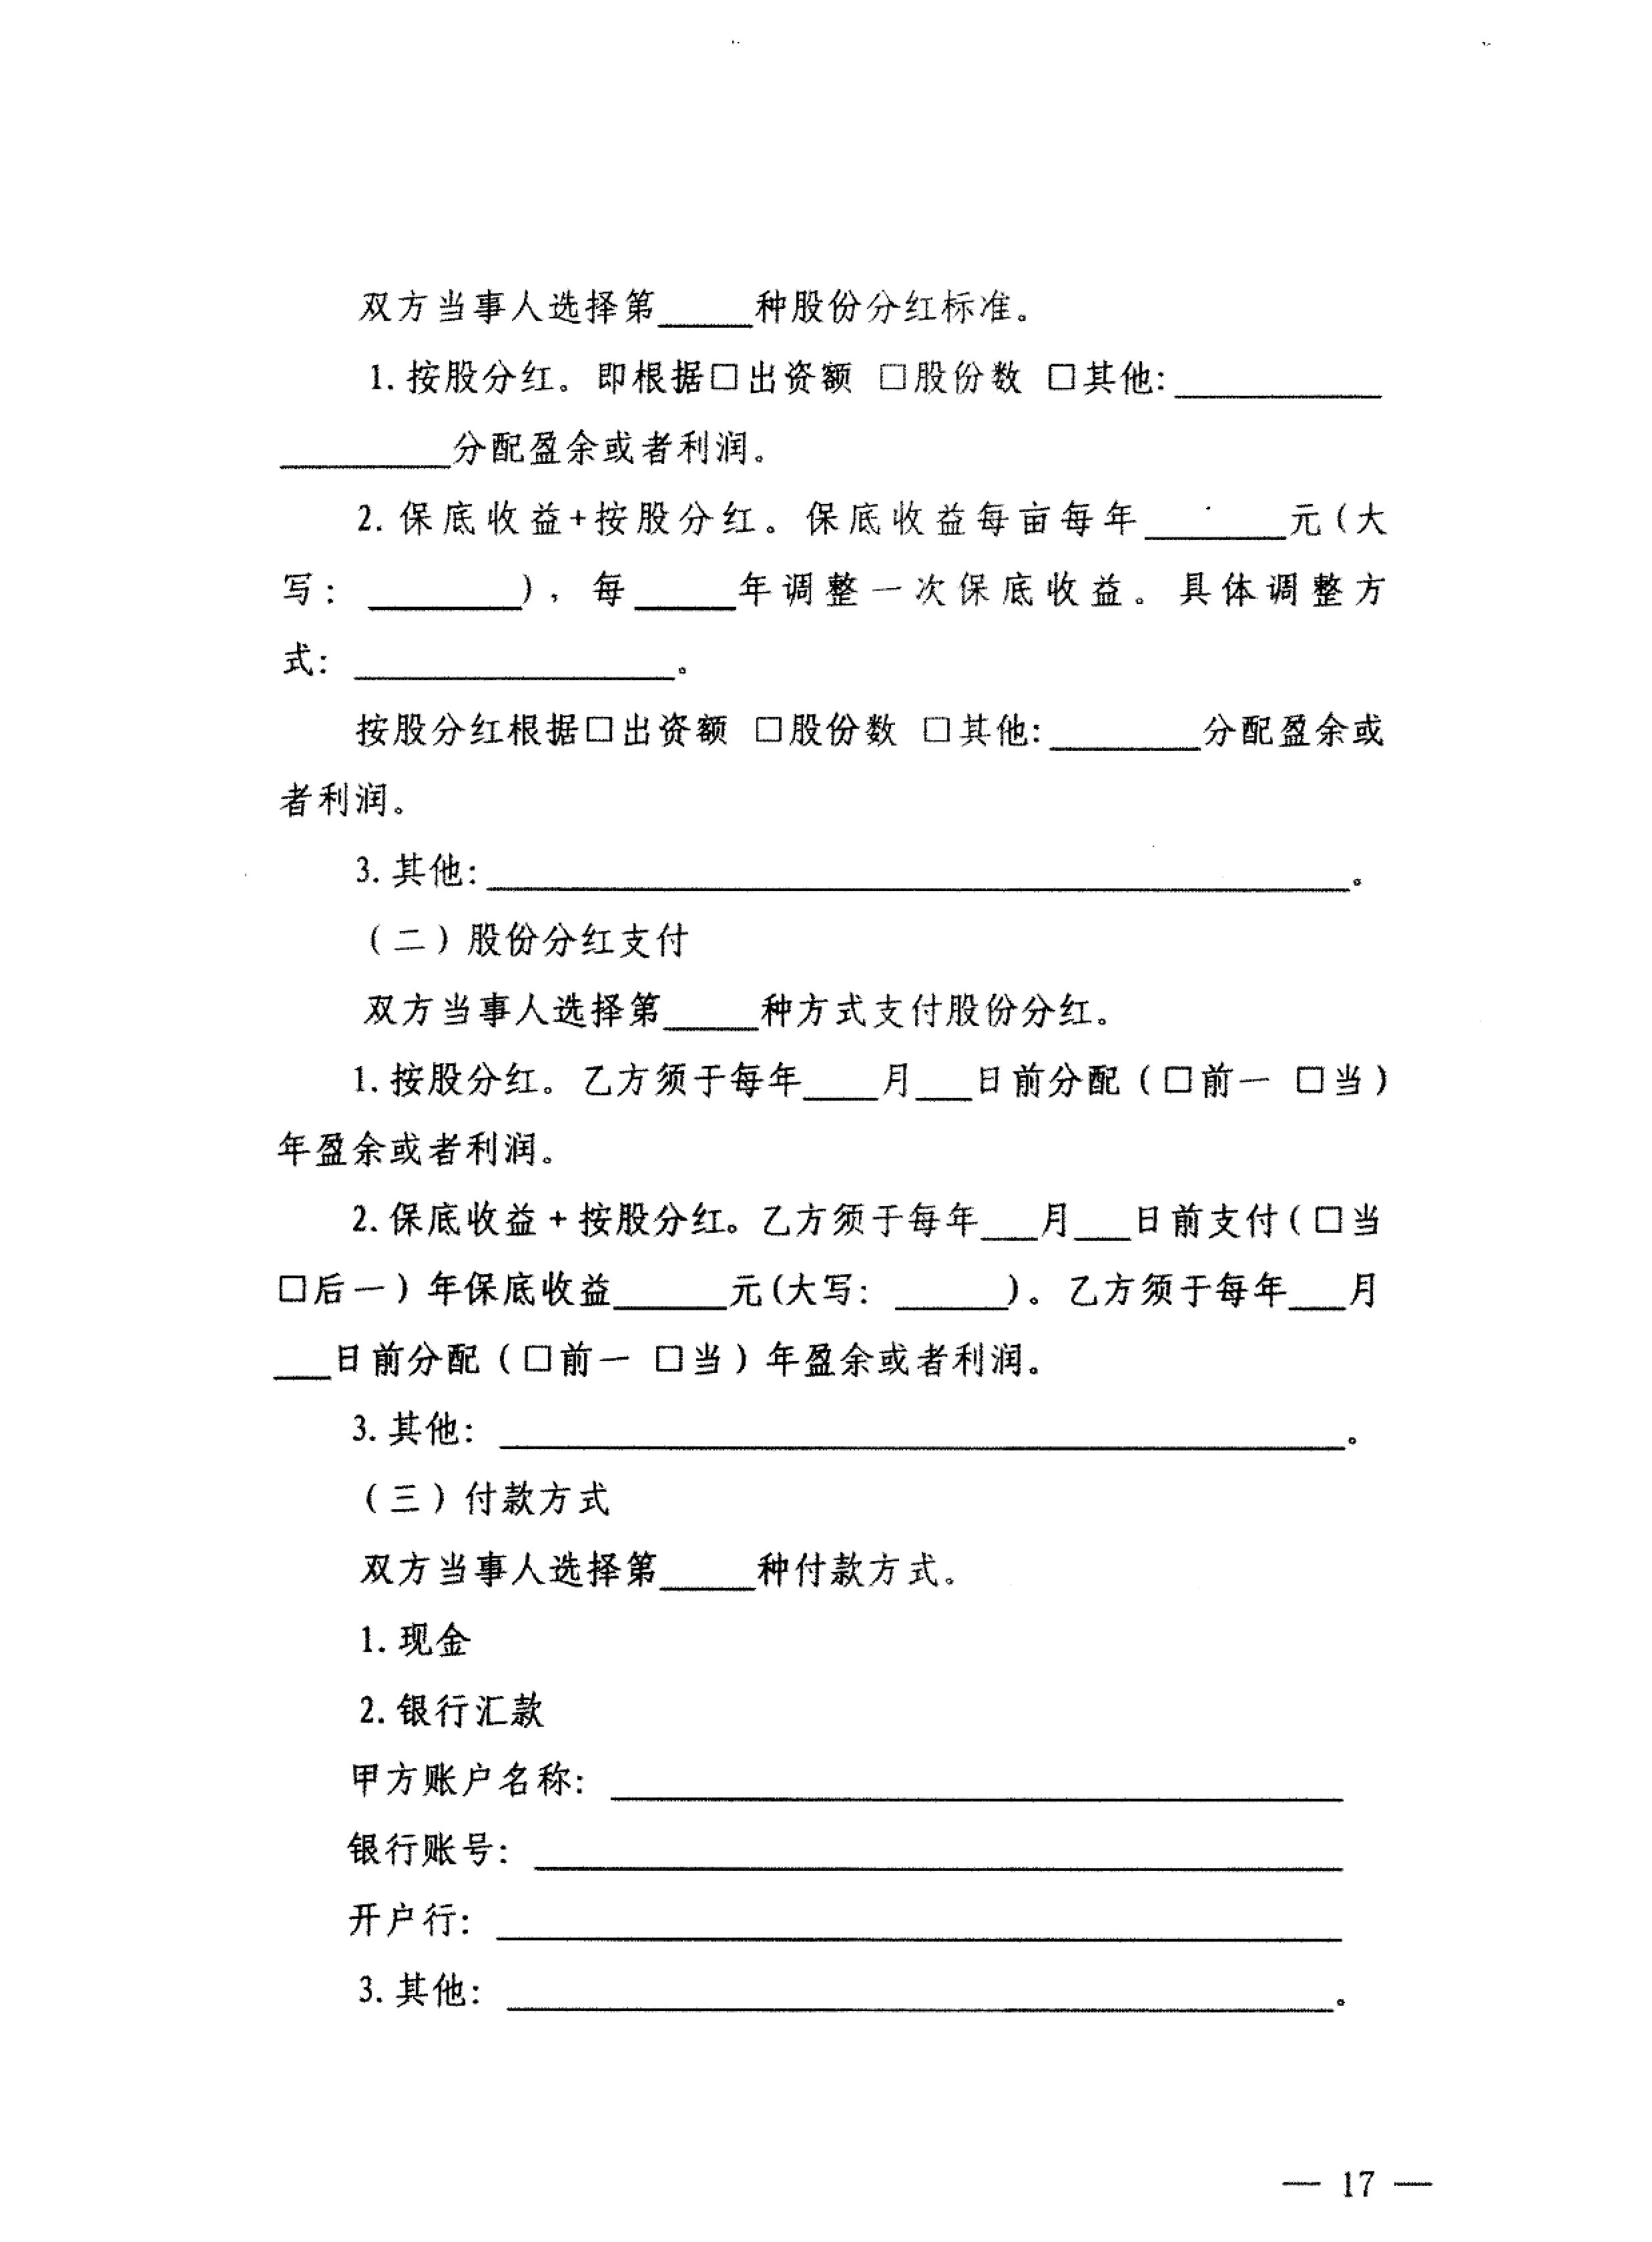 双方当事人选择第_____种股份分红标准。
1. 按股分红。即根据□出资额 □股份数 □其他:___________
_________分配盈余或者利润。
2. 保底收益+按股分红。保底收益每亩每年_______元(大
写: ________), 每_____年调整一次保底收益。具体调整方
式: _________________。
按股分红根据□出资额 □股份数 □其他:________分配盈余或
者利润。
3. 其他:______________________________________________。
(二) 股份分红支付
双方当事人选择第_____种方式支付股份分红。
1. 按股分红。乙方须于每年____月___日前分配 (□前一 □当)
年盈余或者利润。
2. 保底收益 + 按股分红。乙方须于每年___月___日前支付 (□当
□后一) 年保底收益______元(大写: ______)。乙方须于每年___月
___日前分配 (□前一 □当) 年盈余或者利润。
3. 其他: _____________________________________________。
(三) 付款方式
双方当事人选择第_____种付款方式。
1. 现金
2. 银行汇款
甲方账户名称: _______________________________________
银行账号: ___________________________________________
开户行: _____________________________________________
3. 其他: ____________________________________________。
— 17 —